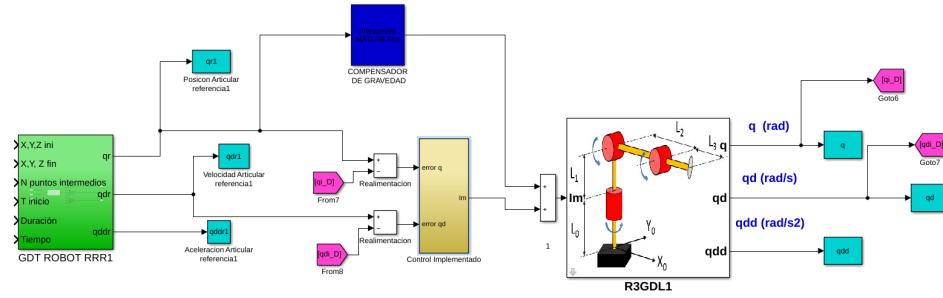 COMPENSADOR
DE GRAVEDAD
qr1
Posicon Articular
referencia1
[qi_D]
Goto6
X,Y,Z ini
X,Y, Z fin
N puntos intermedios
T inicio
Duración
Tiempo
qr
qdr
qddr
GDT ROBOT RRR1
qdr1
Velocidad Articular
referencia1
qddr1
Aceleracion Articular
referencia1
[qi_D]
From7
+
−
Realimentacion
[qdi_D]
From8
+
−
Realimentacion
error q
error qd
Im
Control Implementado
+
+
1
Im
L2
L3
L1
L0
Y0
X0
q
qd
qdd
R3GDL1
q (rad)
qd (rad/s)
qdd (rad/s2)
q
[qdi_D]
Goto7
qd
qdd